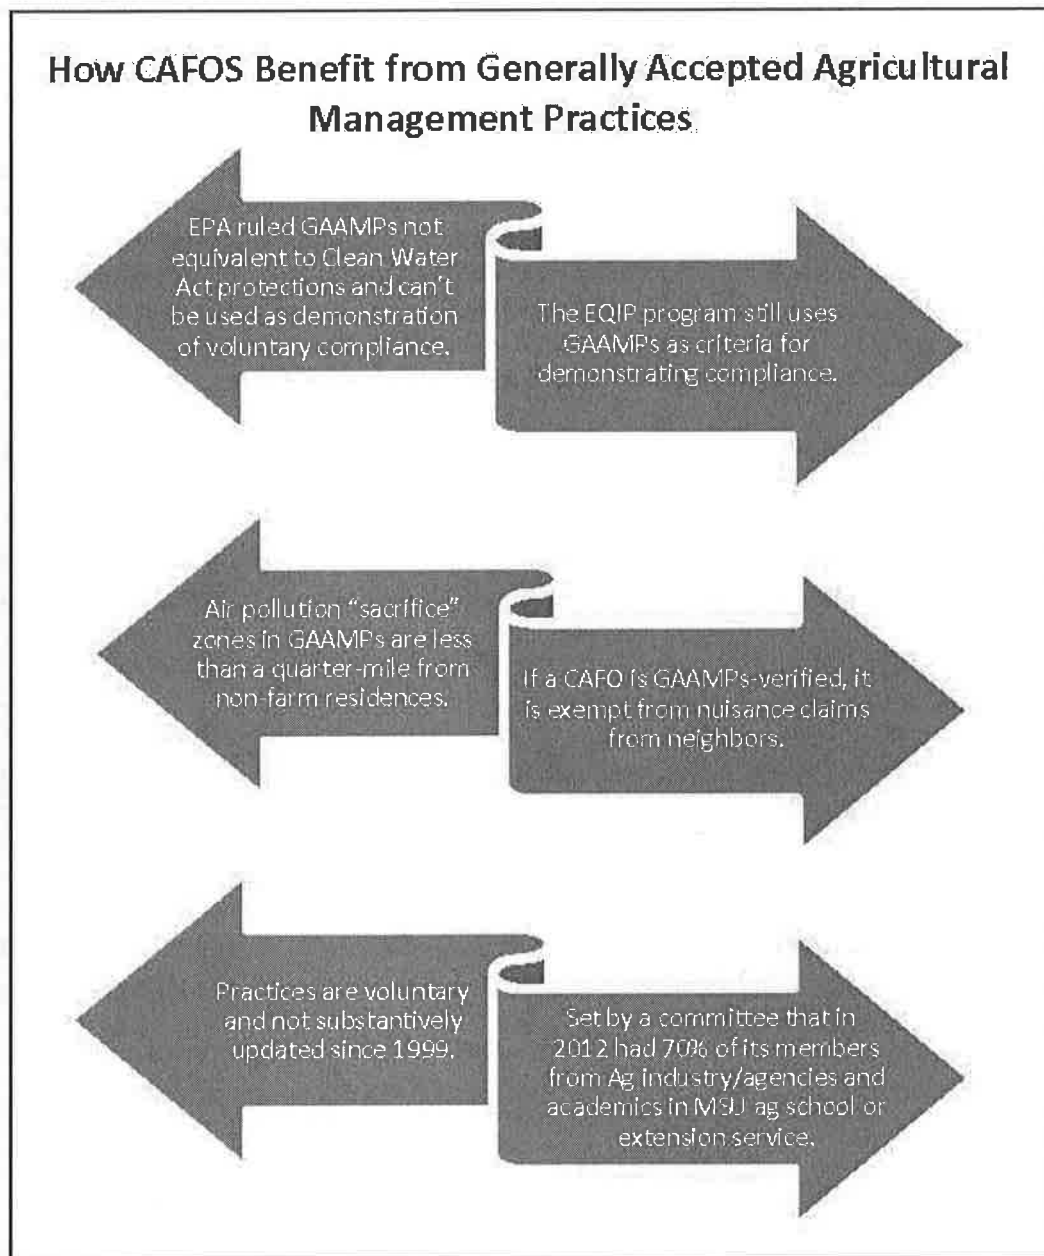 How CAFOS Benefit from Generally Accepted Agricultural
Management Practices
EPA ruled GAAMPs not
equivalent to Clean Water
Act protections and can't
be used as demonstration
of voluntary compliance.
The EQIP program still uses
GAAMPs as criteria for
demonstrating compliance.
Air pollution “sacrifice”
zones in GAAMPs are less
than a quarter-mile from
non-farm residences.
If a CAFO is GAAMPs-verified, it
is exempt from nuisance claims
from neighbors.
Practices are voluntary
and not substantively
updated since 1999.
Set by a committee that in
2012 had 70% of its members
from Ag industry/agencies and
academics in MSU ag school or
extension service.